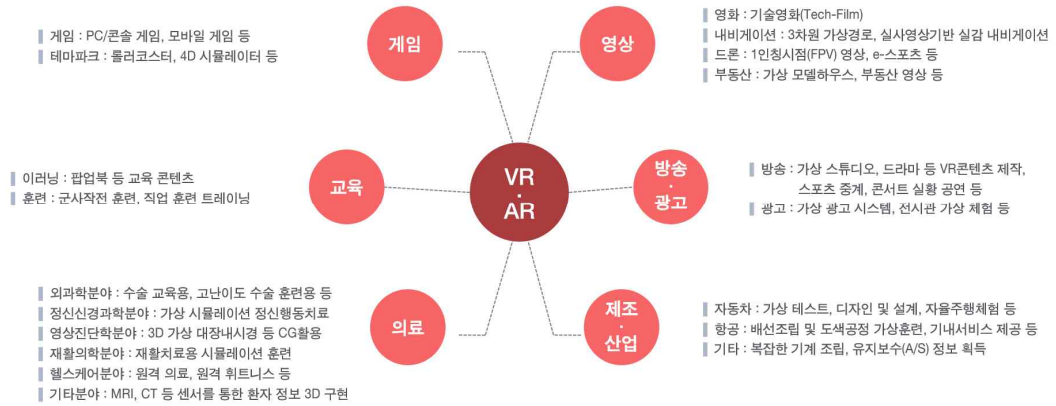 게임
게임 : PC/콘솔 게임, 모바일 게임 등
테마파크 : 롤러코스터, 4D 시뮬레이터 등
영상
영화 : 기술영화(Tech-Film)
내비게이션 : 3차원 가상경로, 실사영상기반 실감 내비게이션
드론 : 1인칭시점(FPV) 영상, e-스포츠 등
부동산 : 가상 모델하우스, 부동산 영상 등
교육
이러닝 : 팝업북 등 교육 콘텐츠
훈련 : 군사작전 훈련, 직업 훈련 트레이닝
VR
·
AR
방송
·
광고
방송 : 가상 스튜디오, 드라마 등 VR콘텐츠 제작,
스포츠 중계, 콘서트 실황 공연 등
광고 : 가상 광고 시스템, 전시관 가상 체험 등
의료
외과학분야 : 수술 교육용, 고난이도 수술 훈련용 등
정신신경과학분야 : 가상 시뮬레이션 정신행동치료
영상진단학분야 : 3D 가상 대장내시경 등 CG활용
재활의학분야 : 재활치료용 시뮬레이션 훈련
헬스케어분야 : 원격 의료, 원격 휘트니스 등
기타분야 : MRI, CT 등 센서를 통한 환자 정보 3D 구현
제조
·
산업
자동차 : 가상 테스트, 디자인 및 설계, 자율주행체험 등
항공 : 배선조립 및 도색공정 가상훈련, 기내서비스 제공 등
기타 : 복잡한 기계 조립, 유지보수(A/S) 정보 획득